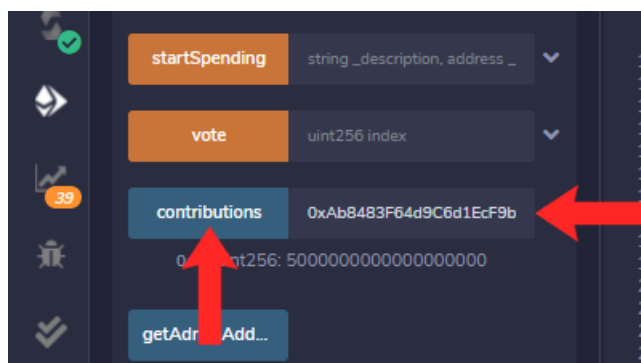 startSpending string _description, address _
vote uint256 index
39
contributions 0xAb8483F64d9C6d1EcF9b
5000000000000000000